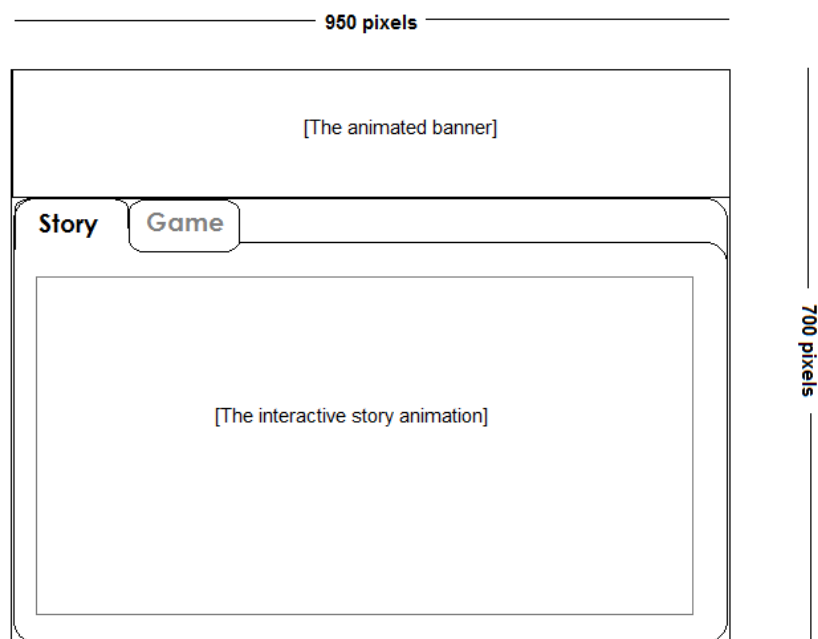 950 pixels
[The animated banner]
Story
Game
700 pixels
[The interactive story animation]